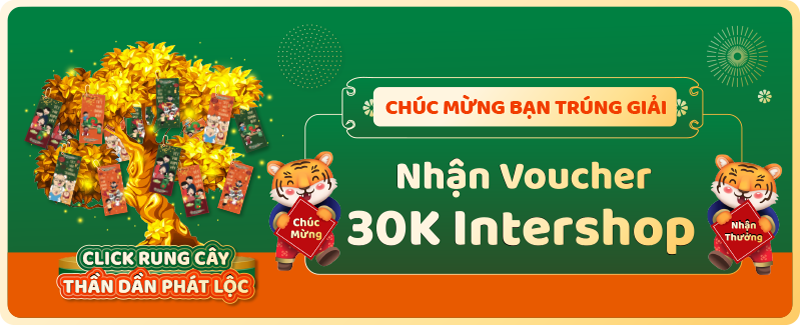 CHÚC MỪNG BẠN TRÚNG GIẢI
Nhận Voucher
30K Intershop
Chúc
Mừng
Nhận
Thưởng
CLICK RUNG CÂY
THẦN DẦN PHÁT LỘC